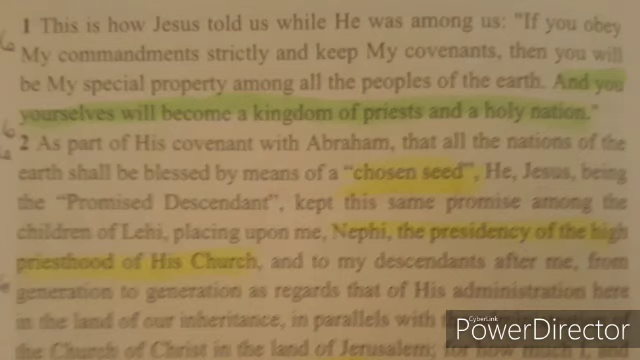 1 This is how Jesus told us while He was among us: "If you obey
My commandments strictly and keep My covenants, then you will
be My special property among all the peoples of the earth. And you
yourselves will become a kingdom of priests and a holy nation."
2 As part of His covenant with Abraham, that all the nations of the
earth shall be blessed by means of a "chosen seed", He, Jesus, being
the "Promised Descendant", kept this same promise among the
children of Lehi, placing upon me, Nephi, the presidency of the high
priesthood of His Church, and to my descendants after me, from
generation to generation as regards that of His administration here
in the land of our inheritance, in parallels with
the Church of Christ in the land of Jerusalem;
CyberLink
PowerDirector